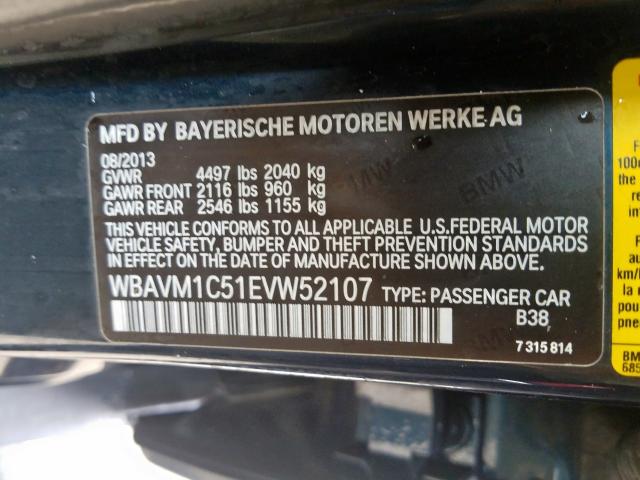 MFD BY BAYERISCHE MOTOREN WERKE AG
08/2013
GVWR 4497 lbs 2040 kg
GAWR FRONT 2116 lbs 960 kg
GAWR REAR 2546 lbs 1155 kg
THIS VEHICLE CONFORMS TO ALL APPLICABLE U.S.FEDERAL MOTOR
VEHICLE SAFETY, BUMPER AND THEFT PREVENTION STANDARDS
IN EFFECT ON THE DATE OF MANUFACTURE SHOWN ABOVE.
WBAVM1C51EVW52107 TYPE: PASSENGER CAR
B38
7 315 814
BMW